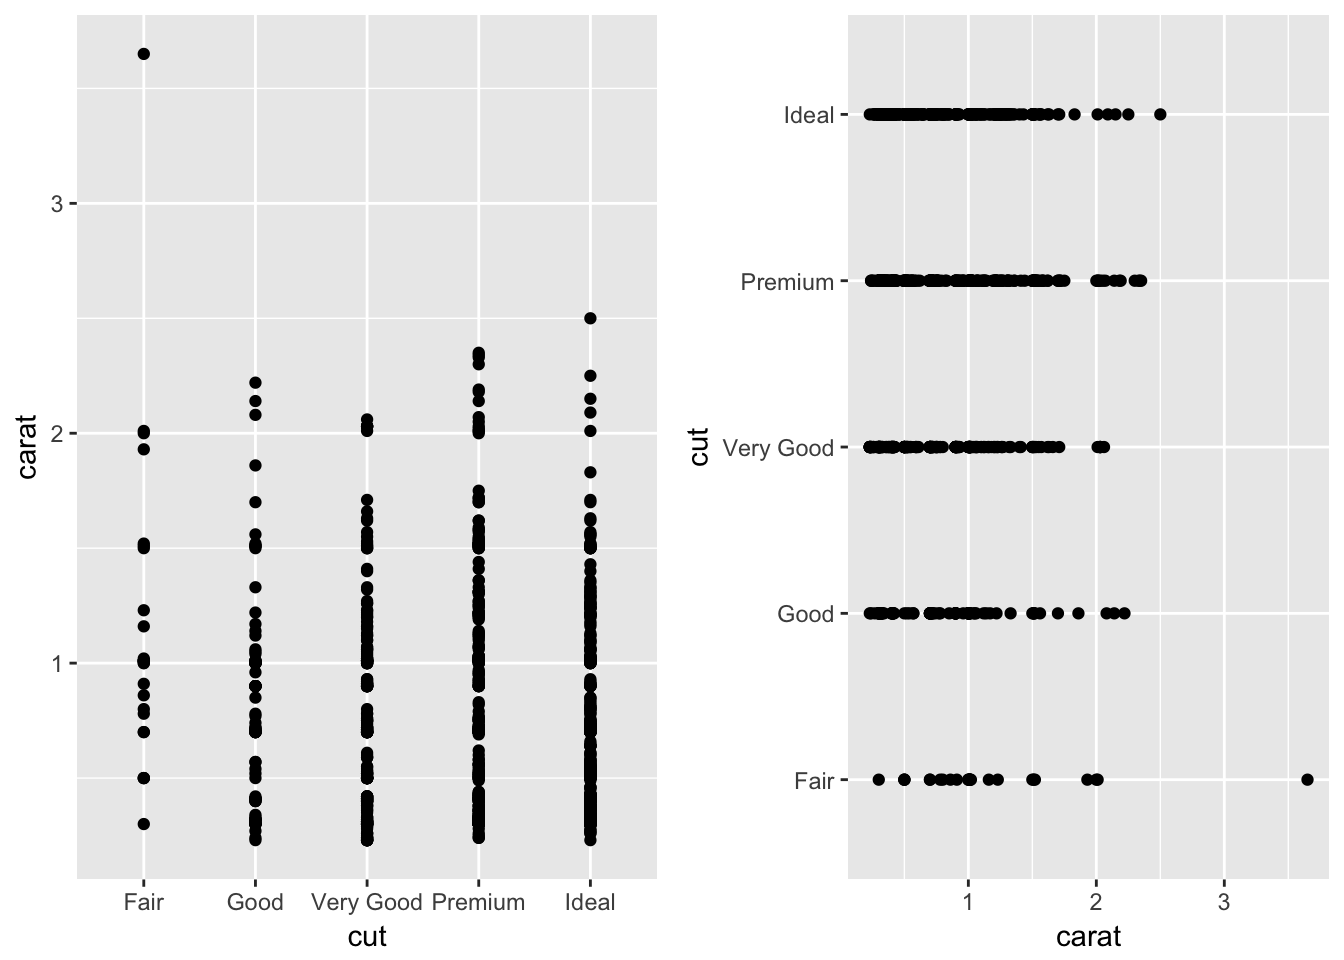 carat
3
2
1
Fair Good Very Good Premium Ideal
cut
cut
Ideal
Premium
Very Good
Good
Fair
1 2 3
carat